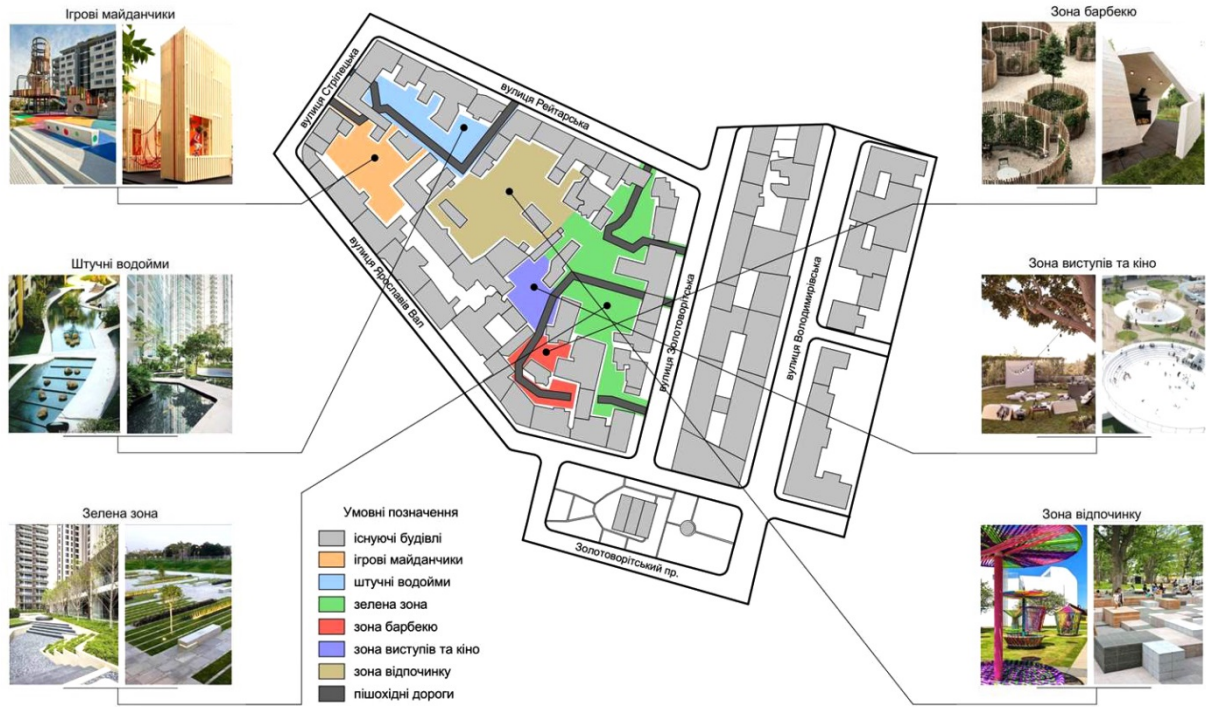 Ігрові майданчики
Зона барбекю
вулиця Стрілецька
вулиця Рейтарська
Штучні водойми
вулиця Ярославів Вал
вулиця Золотоворітська
вулиця Володимирівська
Зона виступів та кіно
Зелена зона
Умовні позначення
існуючі будівлі
ігрові майданчики
штучні водойми
зелена зона
зона барбекю
зона виступів та кіно
зона відпочинку
пішохідні дороги
Золотоворітський пр.
Зона відпочинку